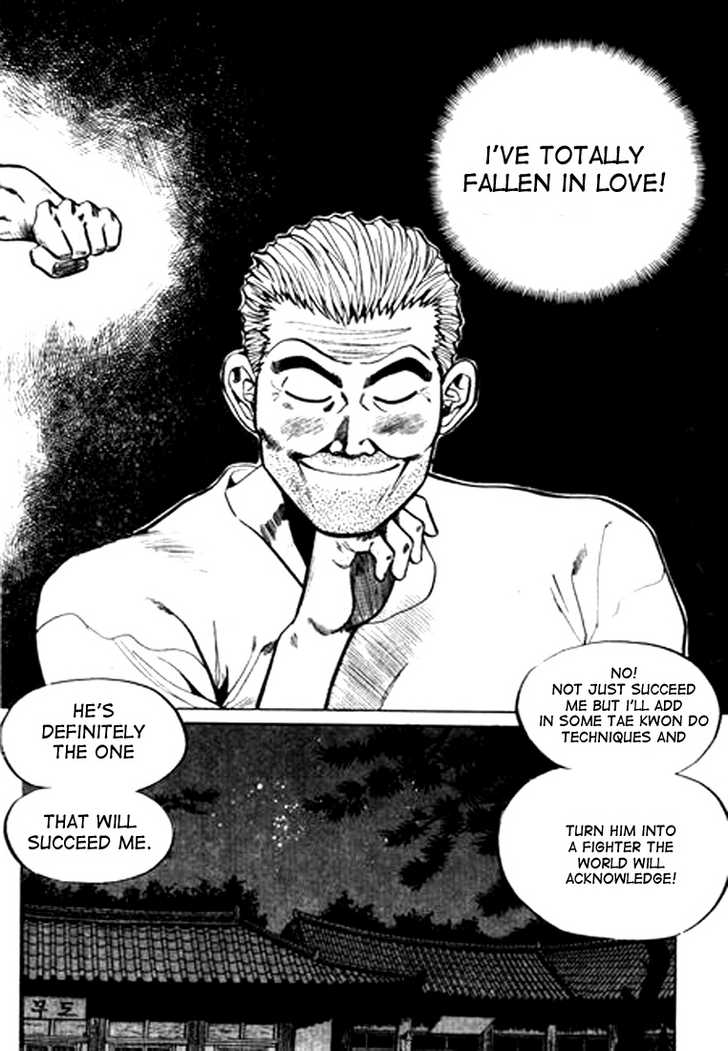 I'VE TOTALLY
FALLEN IN LOVE!
HE'S
DEFINITELY
THE ONE
THAT WILL
SUCCEED ME.
NO!
NOT JUST SUCCEED
ME BUT I'LL ADD
IN SOME TAE KWON DO
TECHNIQUES AND
TURN HIM INTO
A FIGHTER THE
WORLD WILL
ACKNOWLEDGE!
무도